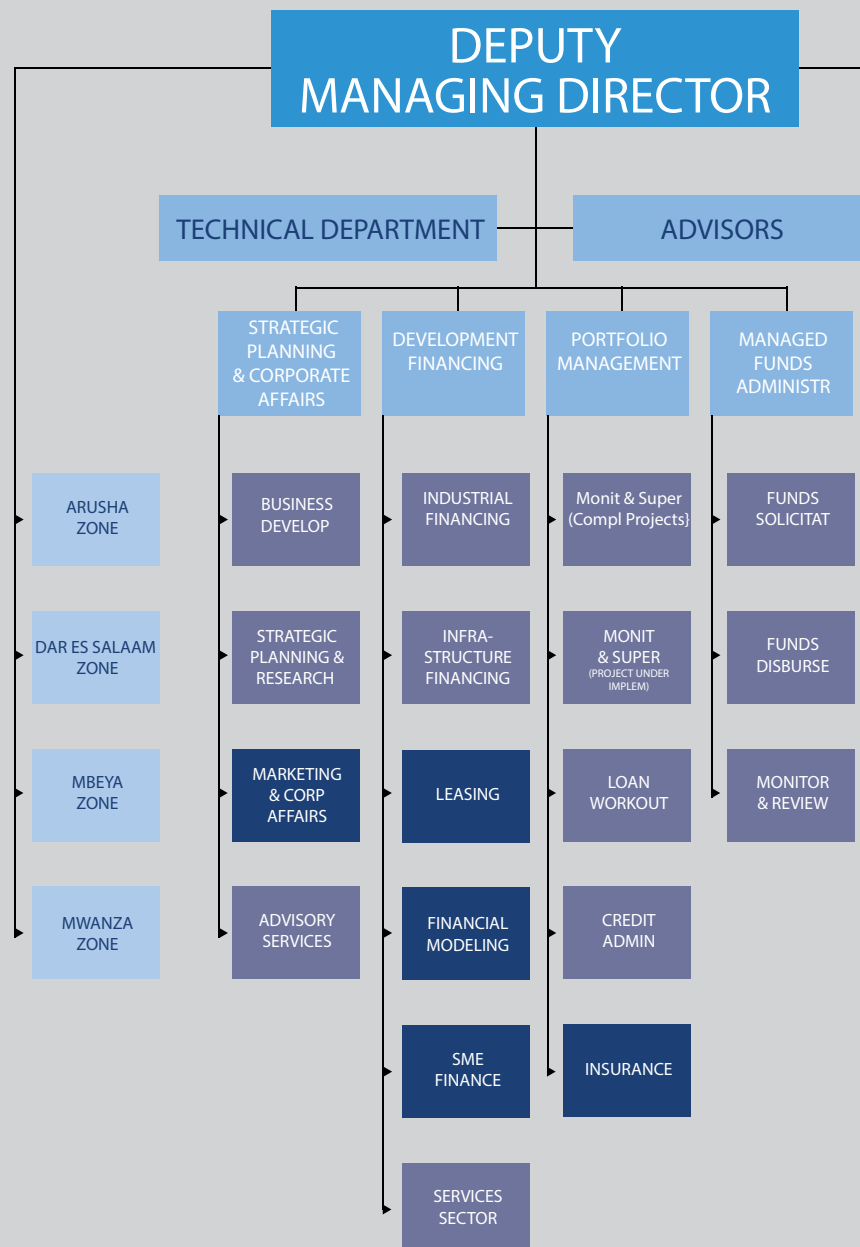 DEPUTY
MANAGING DIRECTOR
TECHNICAL DEPARTMENT
ADVISORS
STRATEGIC
PLANNING
& CORPORATE
AFFAIRS
DEVELOPMENT
FINANCING
PORTFOLIO
MANAGEMENT
MANAGED
FUNDS
ADMINISTR
ARUSHA
ZONE
DAR ES SALAAM
ZONE
MBEYA
ZONE
MWANZA
ZONE
BUSINESS
DEVELOP
STRATEGIC
PLANNING &
RESEARCH
MARKETING
& CORP
AFFAIRS
ADVISORY
SERVICES
INDUSTRIAL
FINANCING
INFRA-
STRUCTURE
FINANCING
LEASING
FINANCIAL
MODELING
SME
FINANCE
SERVICES
SECTOR
Monit & Super
(Compl Projects}
MONIT
& SUPER
(PROJECT UNDER
IMPLEM)
LOAN
WORKOUT
CREDIT
ADMIN
INSURANCE
FUNDS
SOLICITAT
FUNDS
DISBURSE
MONITOR
& REVIEW